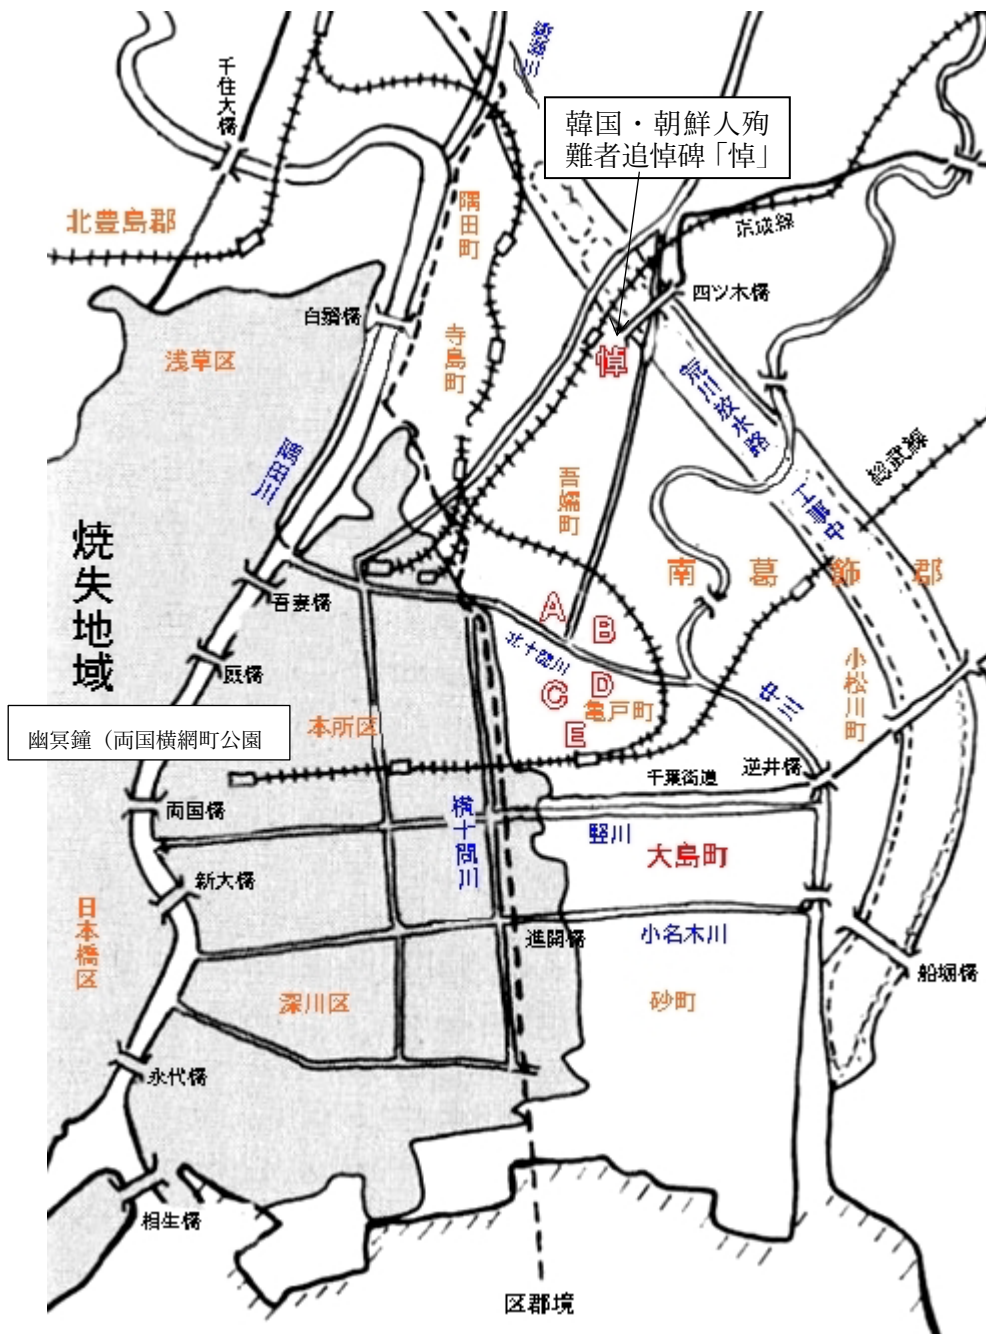 三田堀
千住大橋
韓国・朝鮮人殉
難者追悼碑「悼」
北豊島郡
隅田町
京成線
四ツ木橋
白鬚橋
寺島町
悼
浅草区
荒川放水路
総武線
吾嬬町
工事中
焼失地域
南葛飾郡
吾妻橋
A
B
北十間川
厩橋
C
D
小松川町
中川
亀戸町
本所区
E
幽冥鐘（両国横網町公園
千葉街道
逆井橋
両国橋
横十間川
竪川
大島町
新大橋
日本橋区
進開橋
小名木川
船堀橋
深川区
砂町
永代橋
相生橋
区郡境